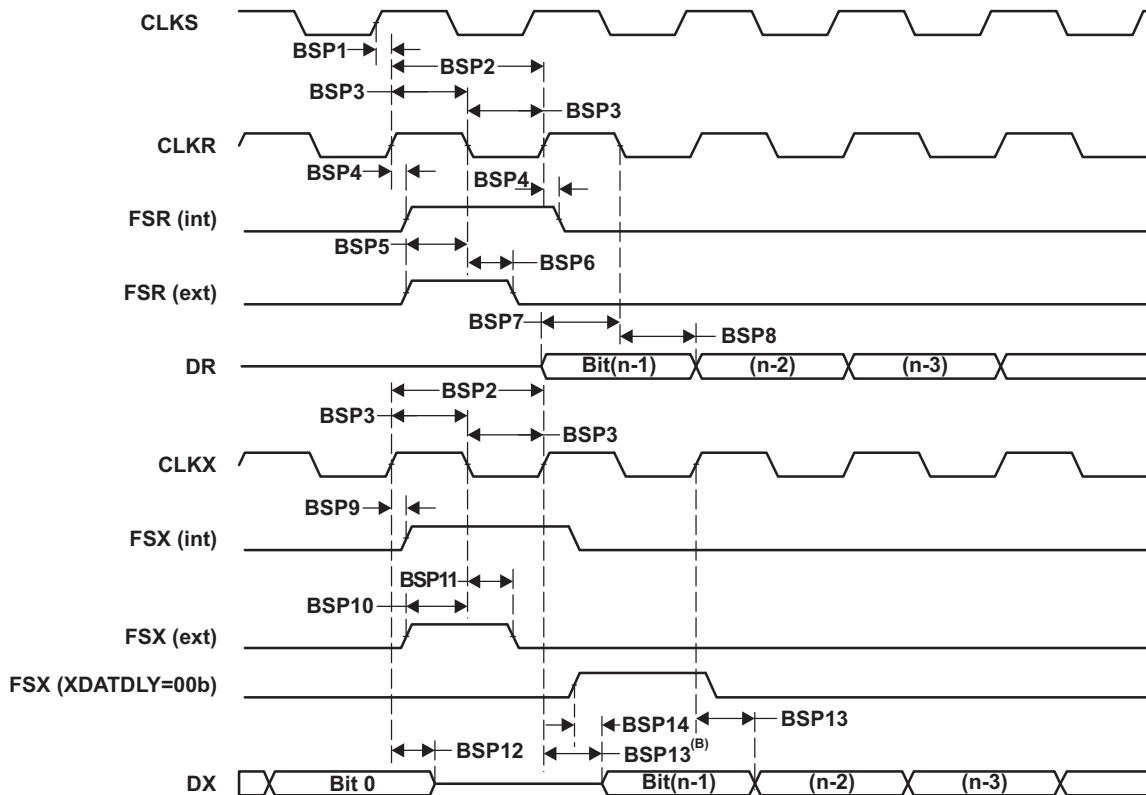 CLKS
BSP1
BSP2
BSP3
BSP3
CLKR
BSP4
BSP4
FSR (int)
BSP5
BSP6
FSR (ext)
BSP7
BSP8
DR
Bit(n-1)
(n-2)
(n-3)
BSP2
BSP3
BSP3
CLKX
BSP9
FSX (int)
BSP11
BSP10
FSX (ext)
FSX (XDATDLY=00b)
BSP14
BSP13
BSP12
BSP13(B)
DX
Bit 0
Bit(n-1)
(n-2)
(n-3)